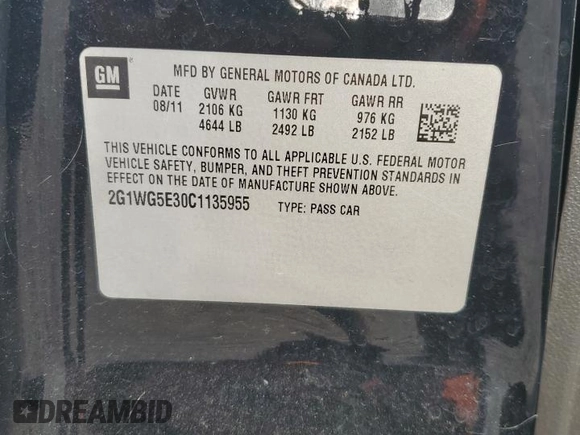 GM
MFD BY GENERAL MOTORS OF CANADA LTD.
DATE GVWR GAWR FRT GAWR RR
08/11 2106 KG 1130 KG 976 KG
4644 LB 2492 LB 2152 LB
THIS VEHICLE CONFORMS TO ALL APPLICABLE U.S. FEDERAL MOTOR
VEHICLE SAFETY, BUMPER, AND THEFT PREVENTION STANDARDS IN
EFFECT ON THE DATE OF MANUFACTURE SHOWN ABOVE.
2G1WG5E30C1135955 TYPE: PASS CAR
DREAMBID